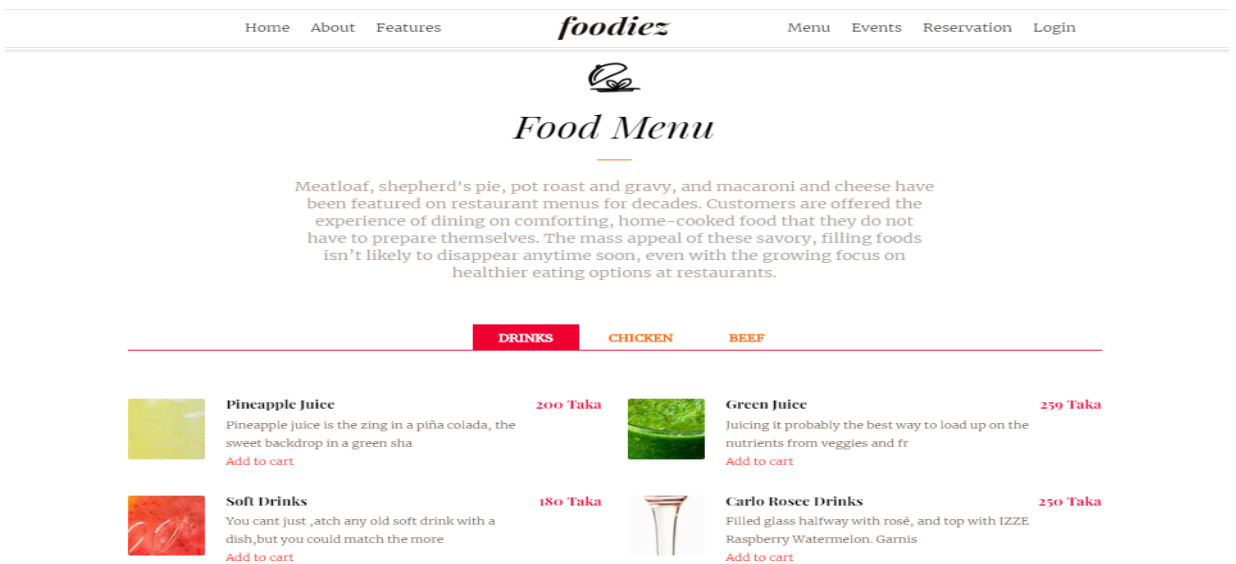 Home About Features foodiez Menu Events Reservation Login
Food Menu
Meatloaf, shepherd's pie, pot roast and gravy, and macaroni and cheese have
been featured on restaurant menus for decades. Customers are offered the
experience of dining on comforting, home-cooked food that they do not
have to prepare themselves. The mass appeal of these savory, filling foods
isn't likely to disappear anytime soon, even with the growing focus on
healthier eating options at restaurants.
DRINKS CHICKEN BEEF
Pineapple Juice 200 Taka
Pineapple juice is the zing in a piña colada, the
sweet backdrop in a green sha
Add to cart
Green Juice 259 Taka
Juicing it probably the best way to load up on the
nutrients from veggies and fr
Add to cart
Soft Drinks 180 Taka
You cant just ,atch any old soft drink with a
dish,but you could match the more
Add to cart
Carlo Rosee Drinks 250 Taka
Filled glass halfway with rosé, and top with IZZE
Raspberry Watermelon. Garnis
Add to cart